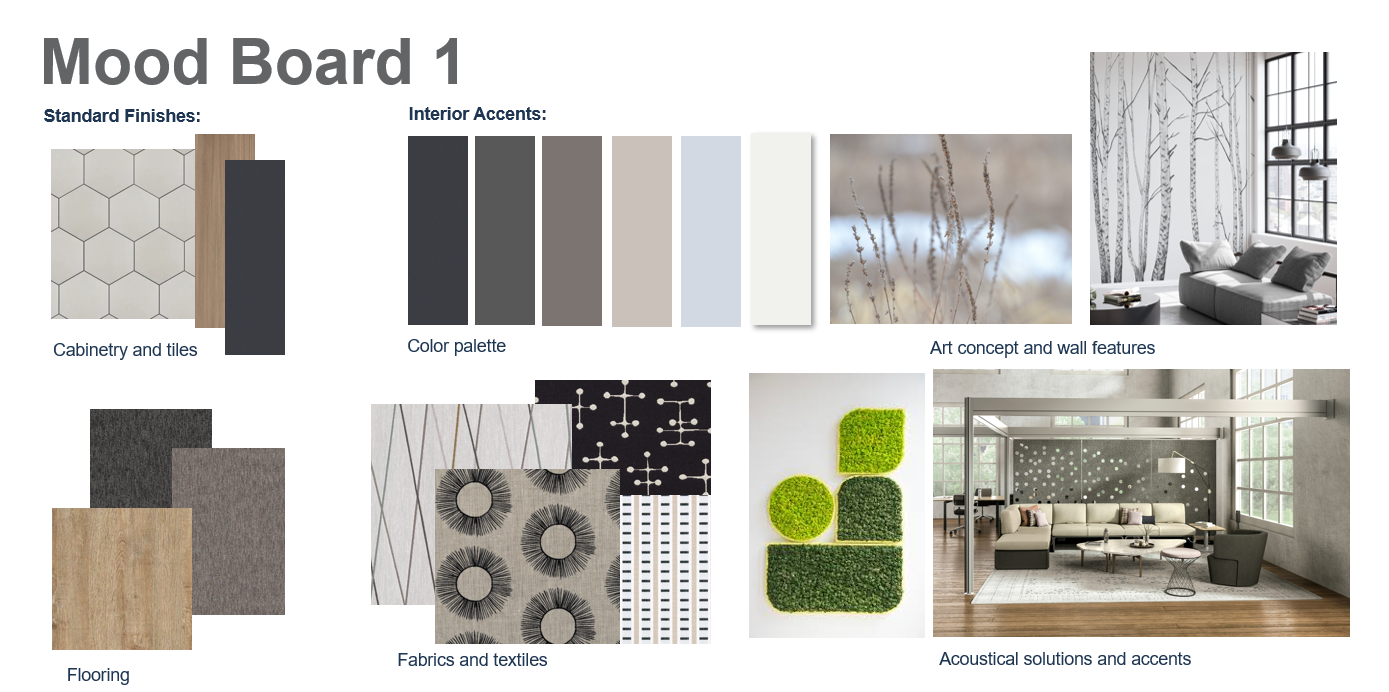 Mood Board 1
Standard Finishes:
Interior Accents:
Cabinetry and tiles
Color palette
Art concept and wall features
Flooring
Fabrics and textiles
Acoustical solutions and accents